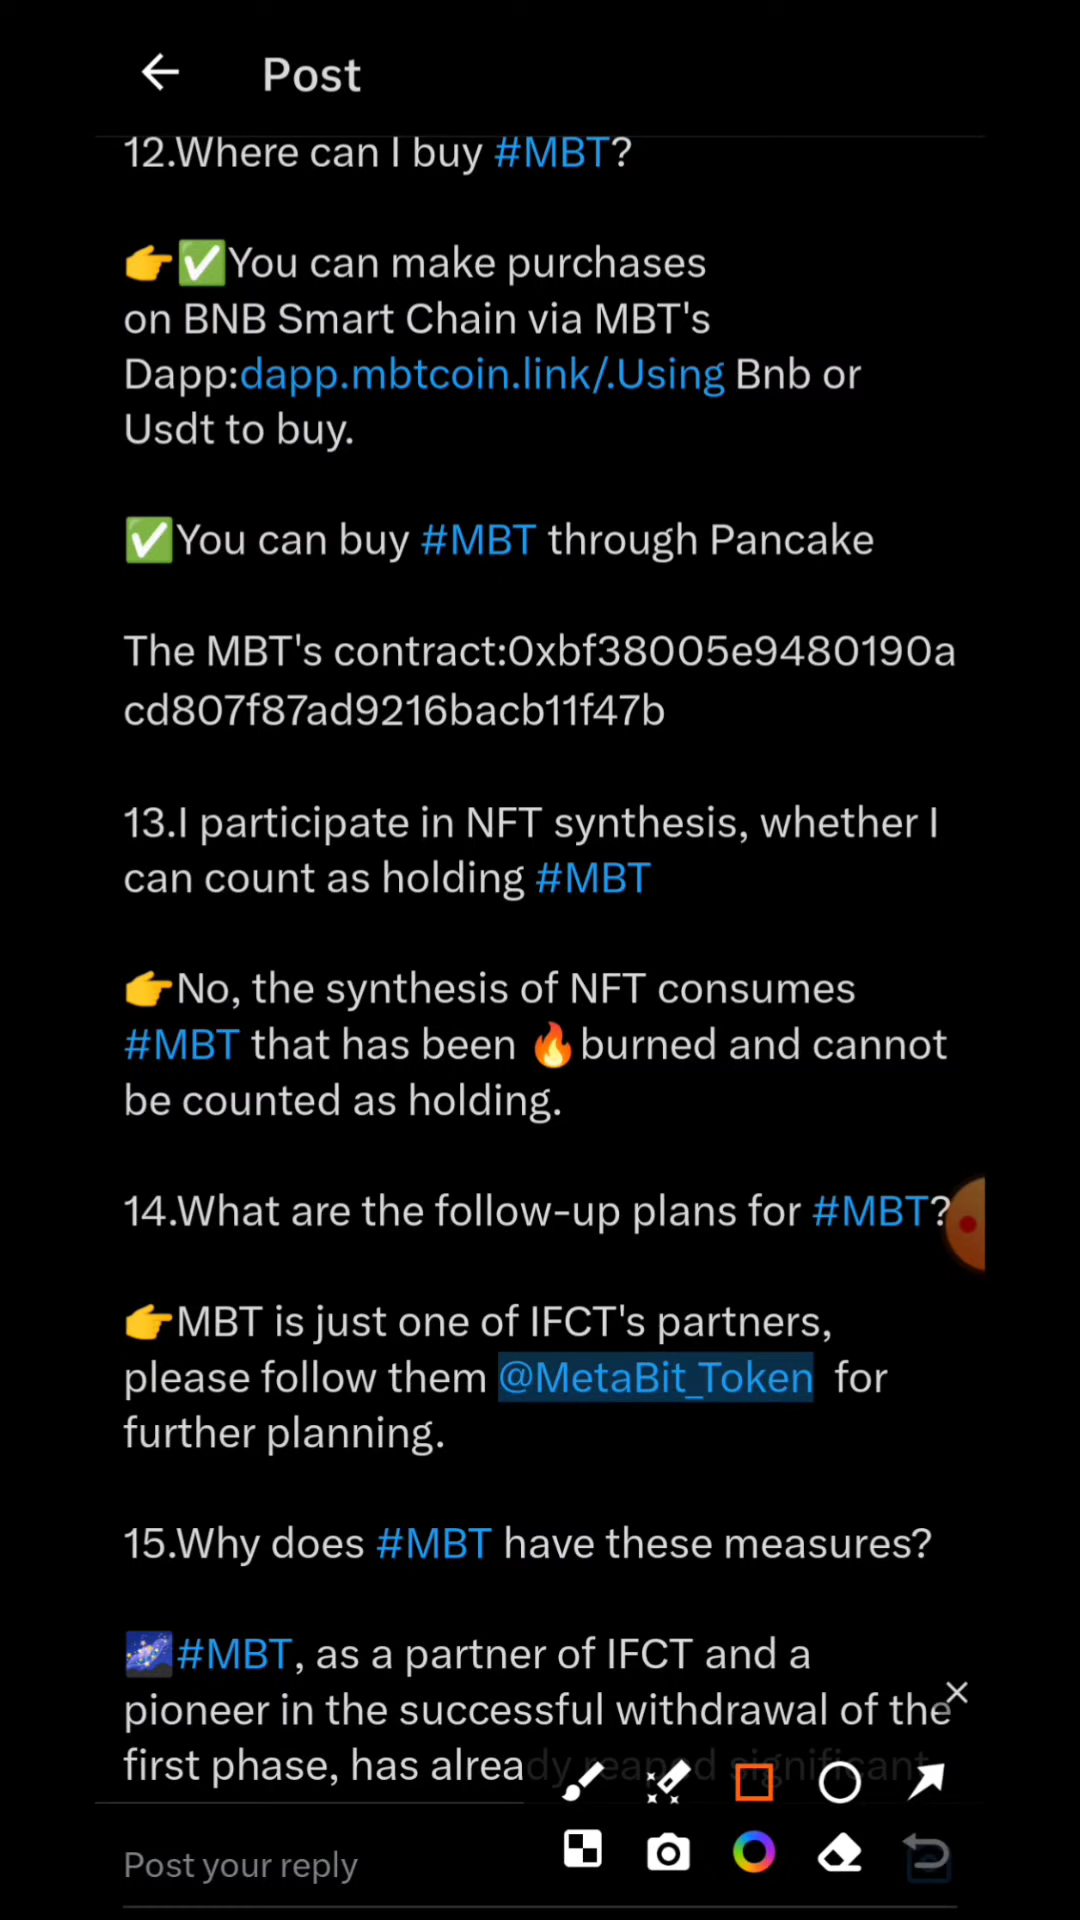 Post
12.Where can I buy #MBT?
👉✅You can make purchases
on BNB Smart Chain via MBT's
Dapp:dapp.mbtcoin.link/.Using Bnb or
Usdt to buy.
✅You can buy #MBT through Pancake
The MBT's contract:0xbf38005e9480190a
cd807f87ad9216bacb11f47b
13.I participate in NFT synthesis, whether I
can count as holding #MBT
👉No, the synthesis of NFT consumes
#MBT that has been 🔥burned and cannot
be counted as holding.
14.What are the follow-up plans for #MBT?
👉MBT is just one of IFCT's partners,
please follow them @MetaBit_Token for
further planning.
15.Why does #MBT have these measures?
🌌#MBT, as a partner of IFCT and a
pioneer in the successful withdrawal of the
first phase, has already reaped significant
Post your reply